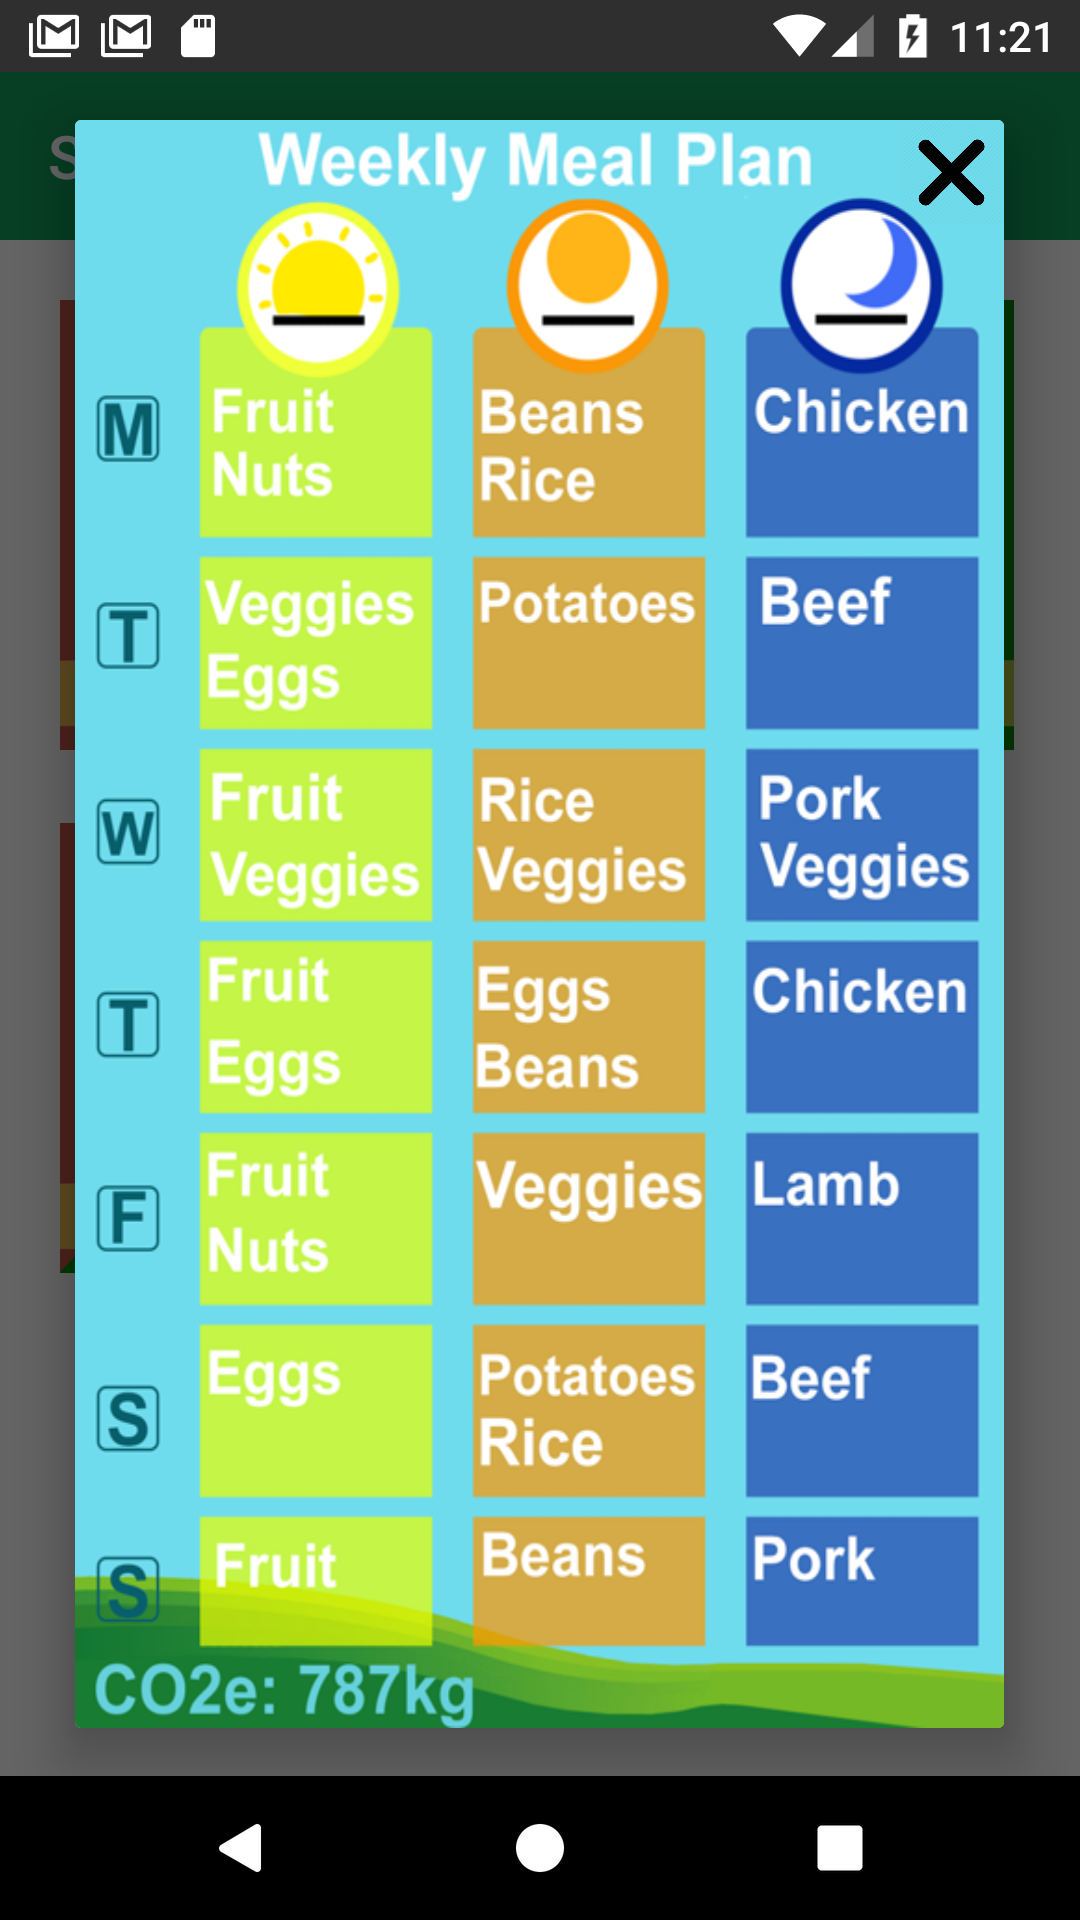 11:21
S
Weekly Meal Plan
M
Fruit
Nuts
Beans
Rice
Chicken
T
Veggies
Eggs
Potatoes
Beef
W
Fruit
Veggies
Rice
Veggies
Pork
Veggies
T
Fruit
Eggs
Eggs
Beans
Chicken
F
Fruit
Nuts
Veggies
Lamb
S
Eggs
Potatoes
Rice
Beef
S
Fruit
Beans
Pork
CO2e: 787kg